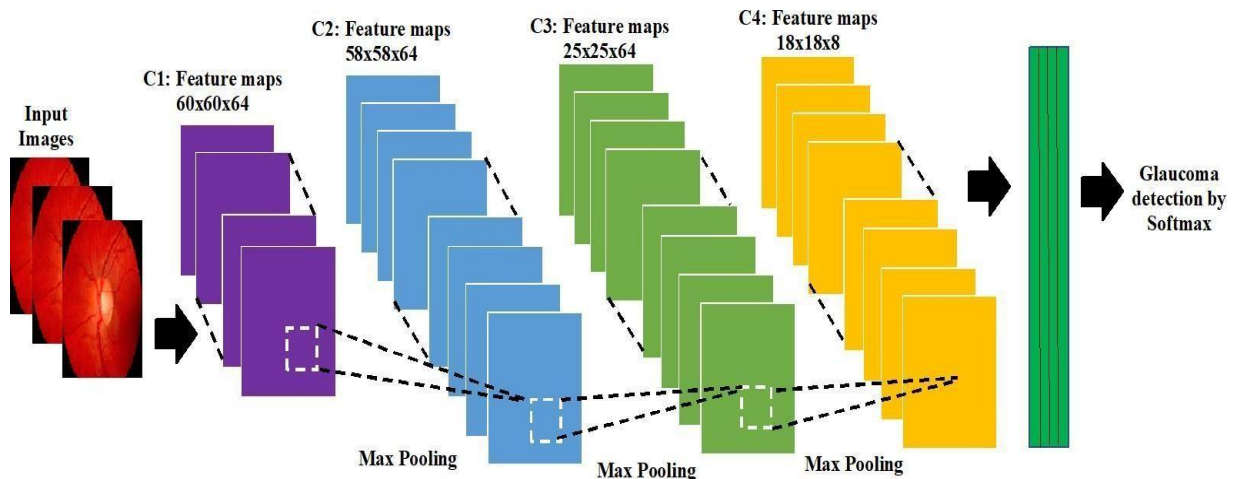 Input
Images
C1: Feature maps
60x60x64
C2: Feature maps
58x58x64
C3: Feature maps
25x25x64
C4: Feature maps
18x18x8
Max Pooling
Max Pooling
Max Pooling
Glaucoma
detection by
Softmax